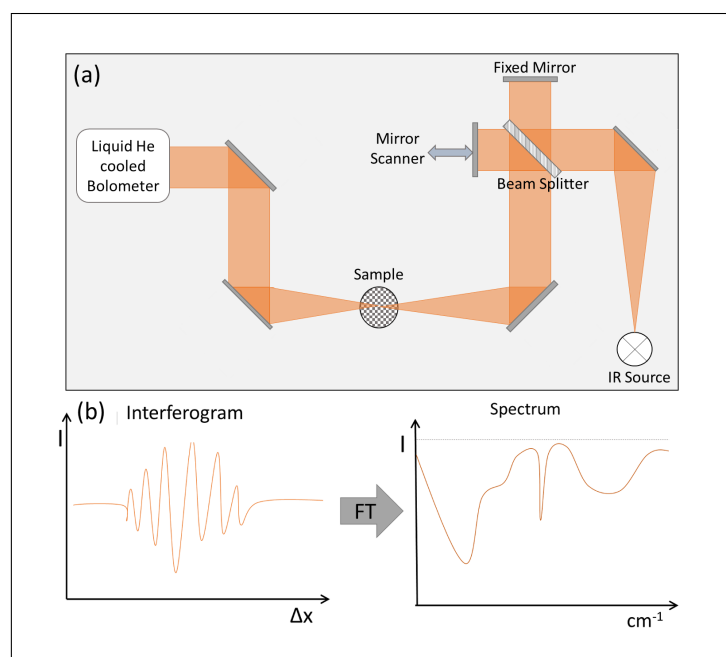 (a)
Fixed Mirror
Liquid He
cooled
Bolometer
Mirror
Scanner
Beam Splitter
Sample
IR Source
(b)
Interferogram
I
Δx
FT
Spectrum
I
cm⁻¹